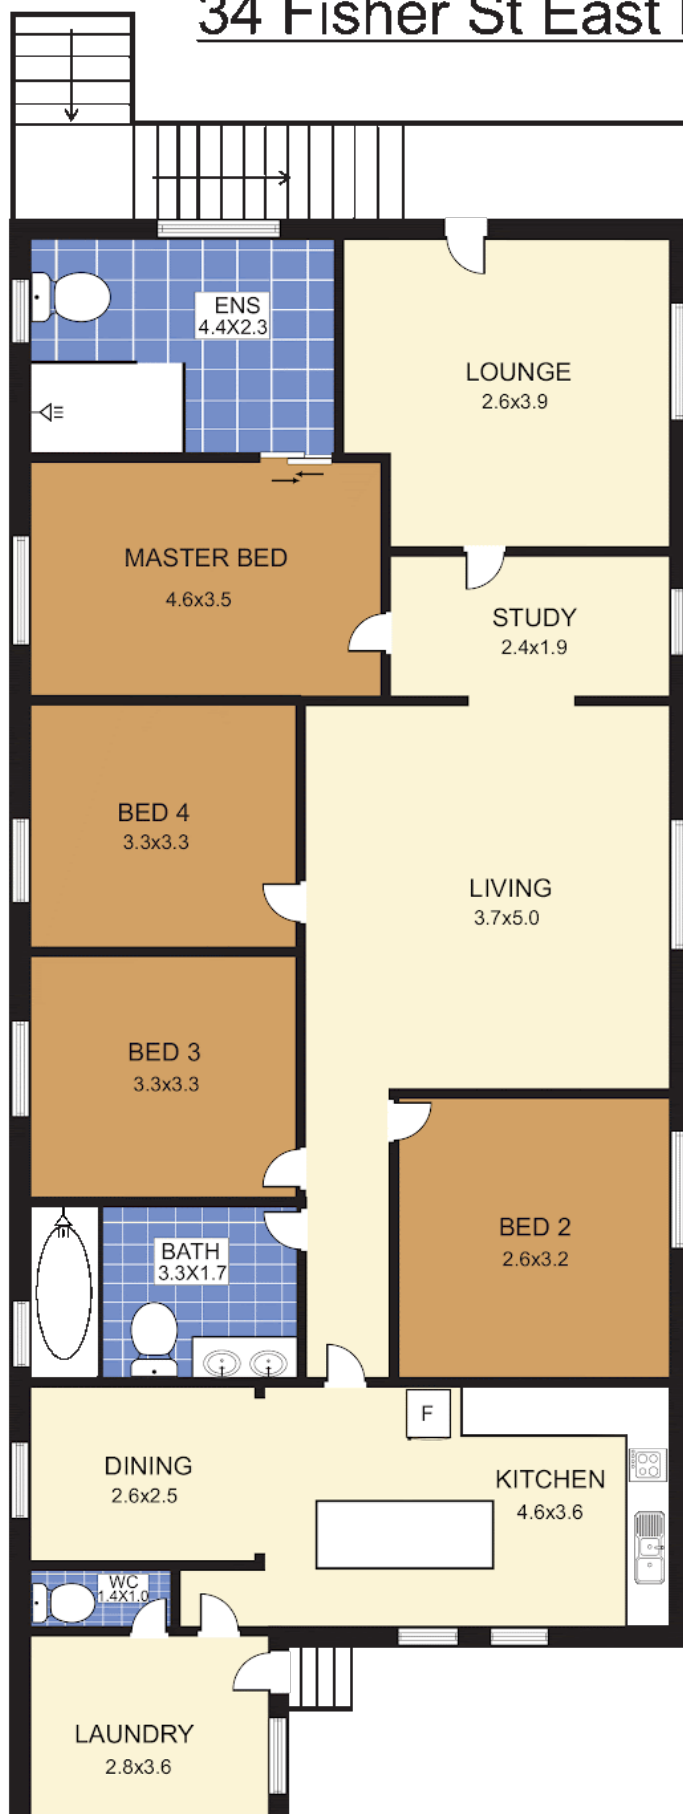 34 Fisher St East
ENS
4.4X2.3
LOUNGE
2.6x3.9
MASTER BED
4.6x3.5
STUDY
2.4x1.9
BED 4
3.3x3.3
LIVING
3.7x5.0
BED 3
3.3x3.3
BATH
3.3X1.7
BED 2
2.6x3.2
F
DINING
2.6x2.5
KITCHEN
4.6x3.6
WC
1.4X1.0
LAUNDRY
2.8x3.6